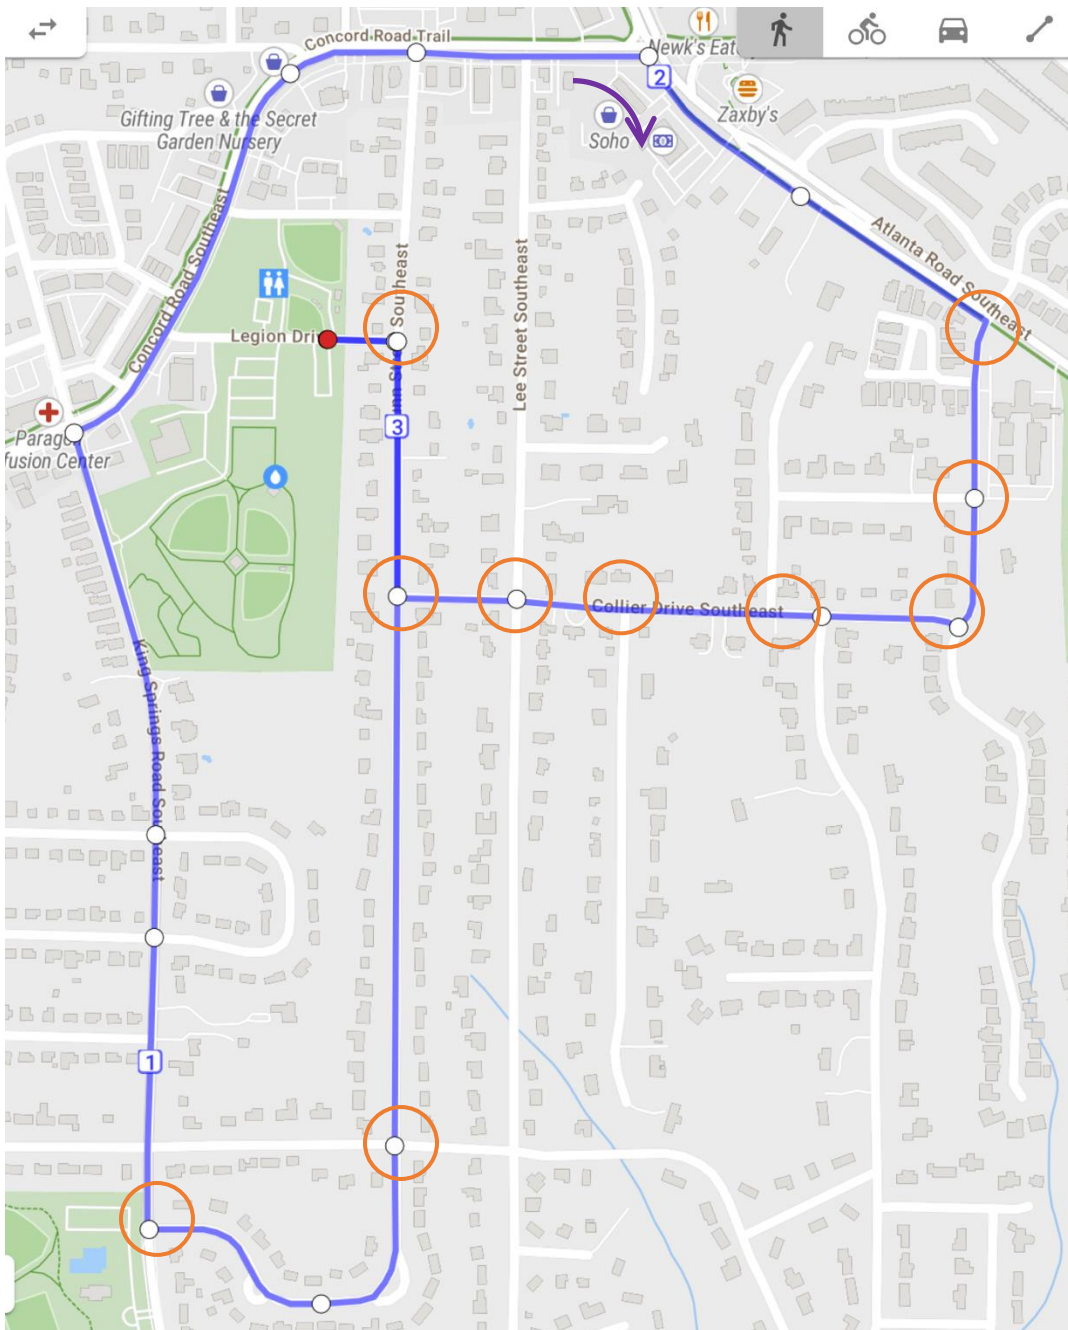 Concord Road Trail
Newk's Eat
2
Zaxby's
Gifting Tree & the Secret
Garden Nursery
Soho
Concord Road Southeast
Atlanta Road Southeast
Southeast
Lee Street Southeast
Legion Dri
3
Parago
fusion Center
Collier Drive Southeast
King Springs Road Southeast
1